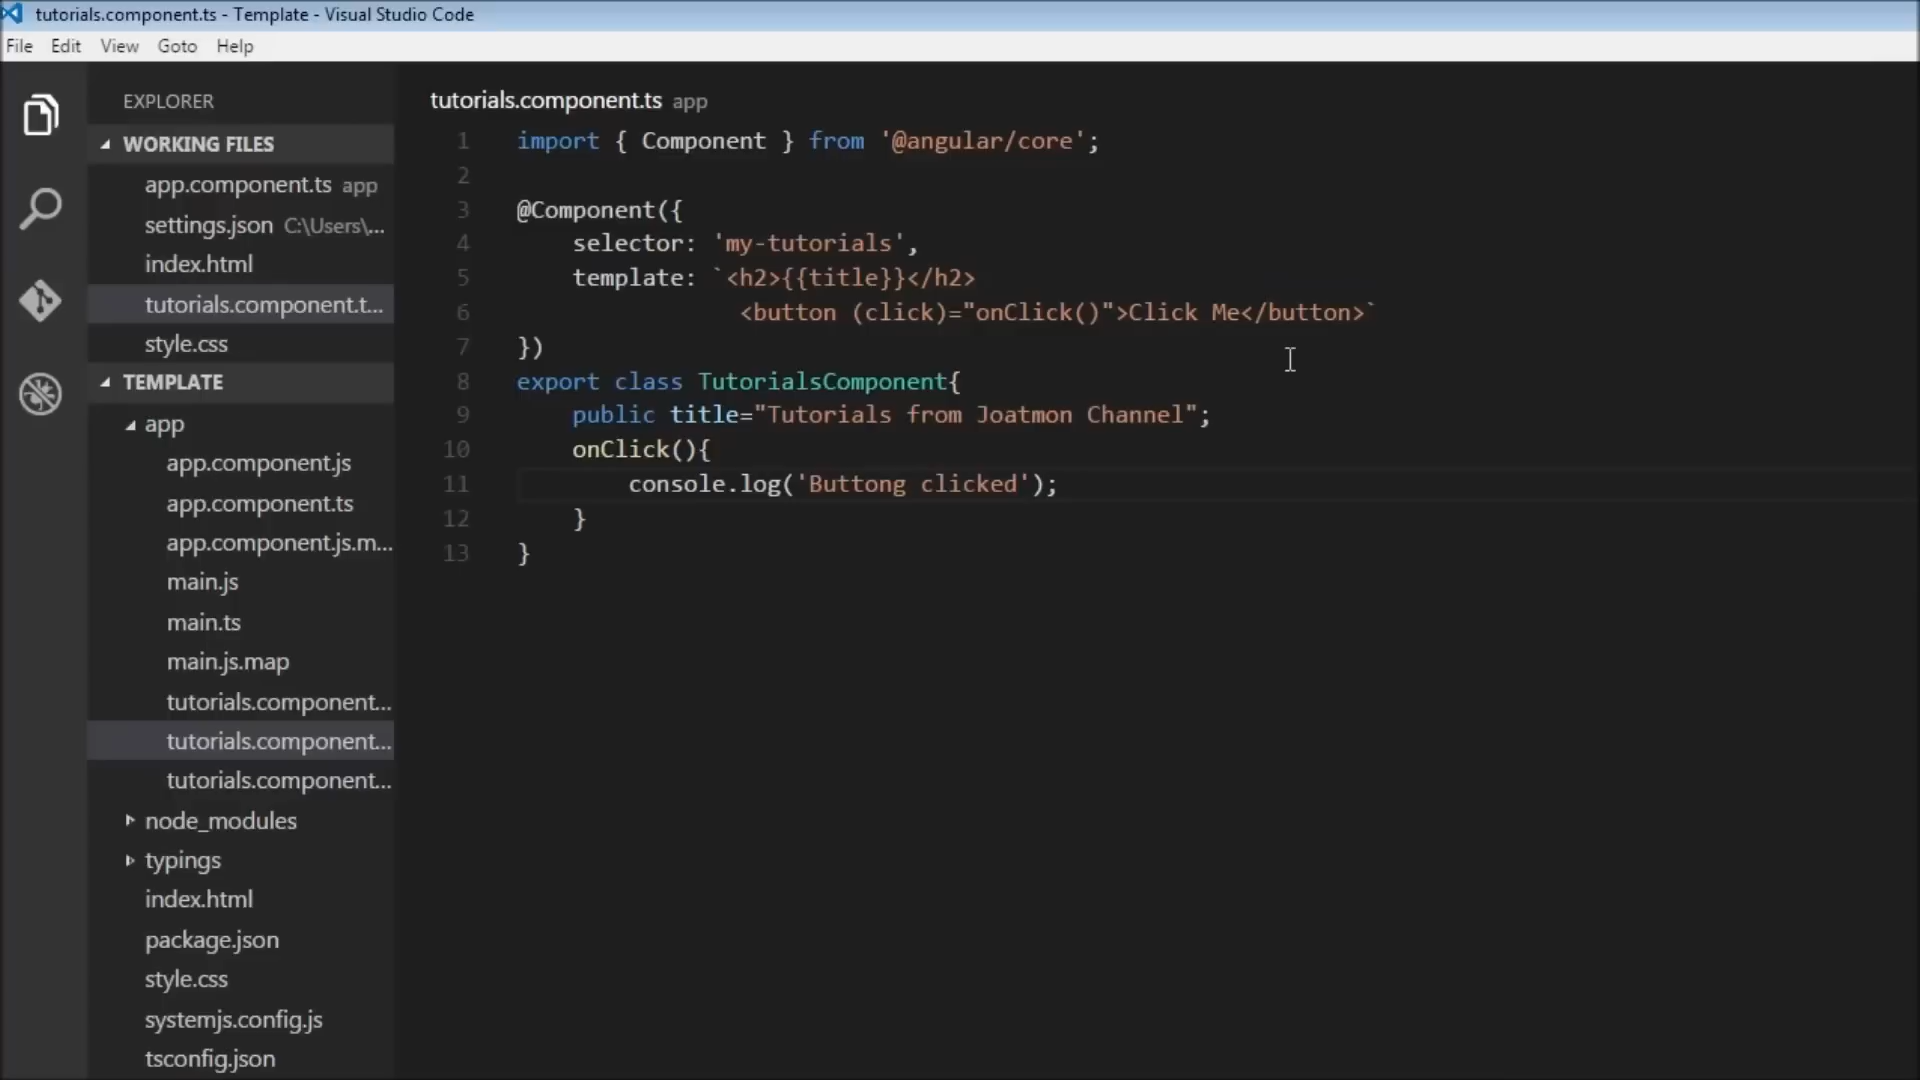 tutorials.component.ts - Template - Visual Studio Code
File Edit View Goto Help
EXPLORER
WORKING FILES
app.component.ts app
settings.json C:\Users\...
index.html
tutorials.component.t...
style.css
TEMPLATE
app
app.component.js
app.component.ts
app.component.js.m...
main.js
main.ts
main.js.map
tutorials.component...
tutorials.component...
tutorials.component...
node_modules
typings
index.html
package.json
style.css
systemjs.config.js
tsconfig.json
tutorials.component.ts app
1 import { Component } from '@angular/core';
2
3 @Component({
4 selector: 'my-tutorials',
5 template: `<h2>{{title}}</h2>
6 <button (click)="onClick()">Click Me</button>`
7 })
8 export class TutorialsComponent{
9 public title="Tutorials from Joatmon Channel";
10 onClick(){
11 console.log('Buttong clicked');
12 }
13 }